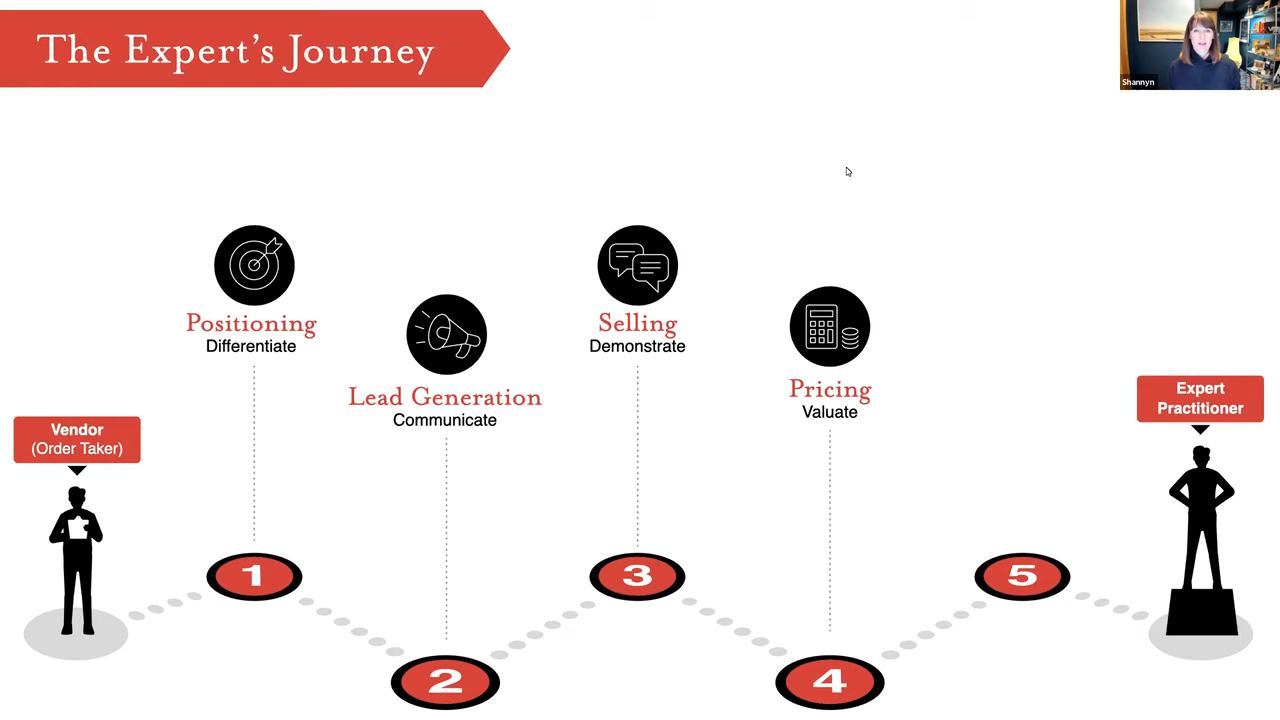 The Expert's Journey
Shannyn
Positioning
Differentiate
Lead Generation
Communicate
Selling
Demonstrate
Pricing
Valuate
Vendor
(Order Taker)
Expert
Practitioner
1
2
3
4
5